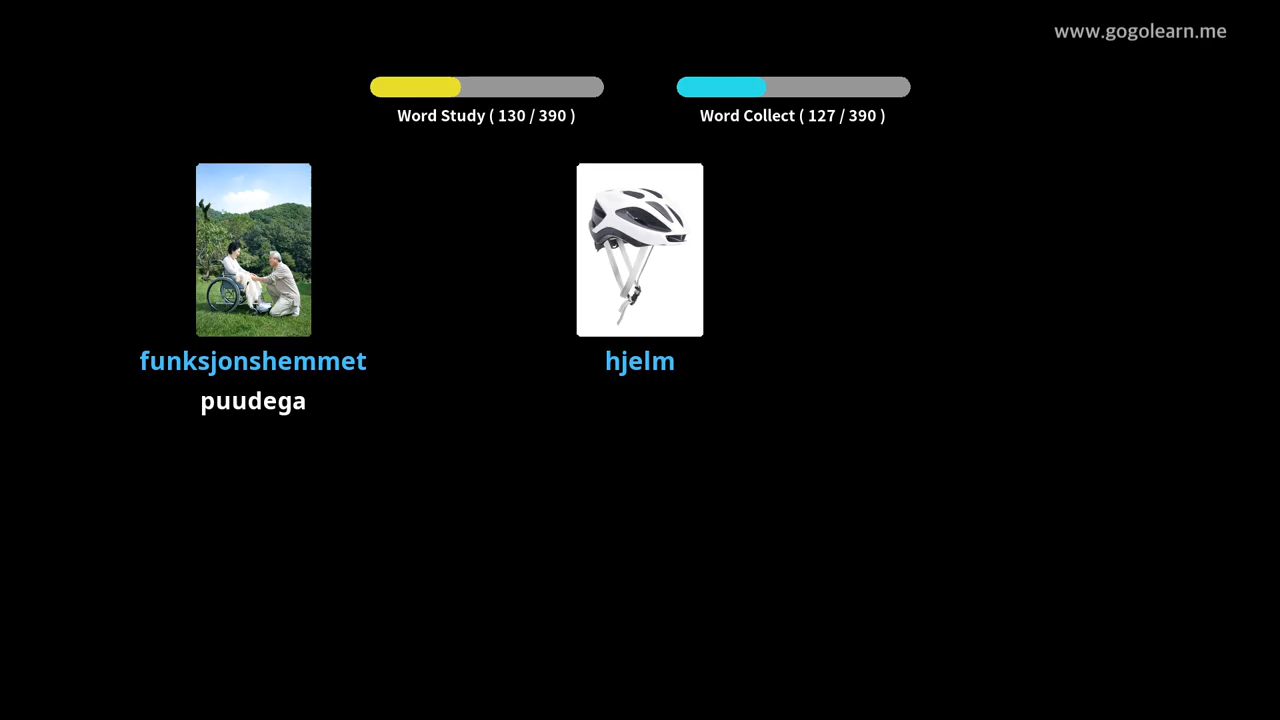 www.gogolearn.me
Word Study ( 130 / 390 )
Word Collect ( 127 / 390 )
funksjonshemmet
hjelm
puudega